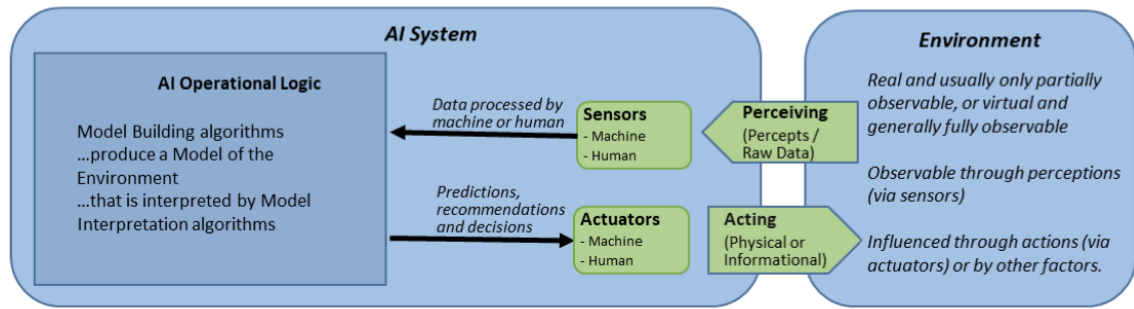 AI System
AI Operational Logic
Model Building algorithms
...produce a Model of the
Environment
...that is interpreted by Model
Interpretation algorithms
Data processed by
machine or human
Sensors
- Machine
- Human
Perceiving
(Percepts /
Raw Data)
Predictions,
recommendations
and decisions
Actuators
- Machine
- Human
Acting
(Physical or
Informational)
Environment
Real and usually only partially
observable, or virtual and
generally fully observable
Observable through perceptions
(via sensors)
Influenced through actions (via
actuators) or by other factors.